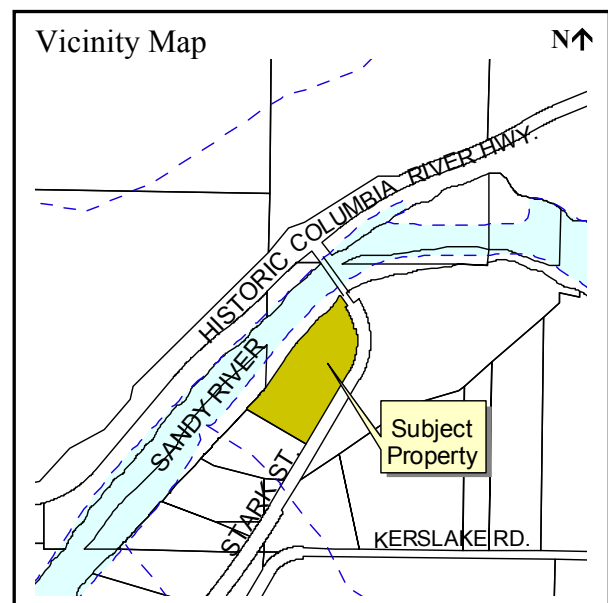 Vicinity Map
N↑
HISTORIC COLUMBIA RIVER HWY.
SANDY RIVER
Subject
Property
STARK ST.
KERSLAKE RD.